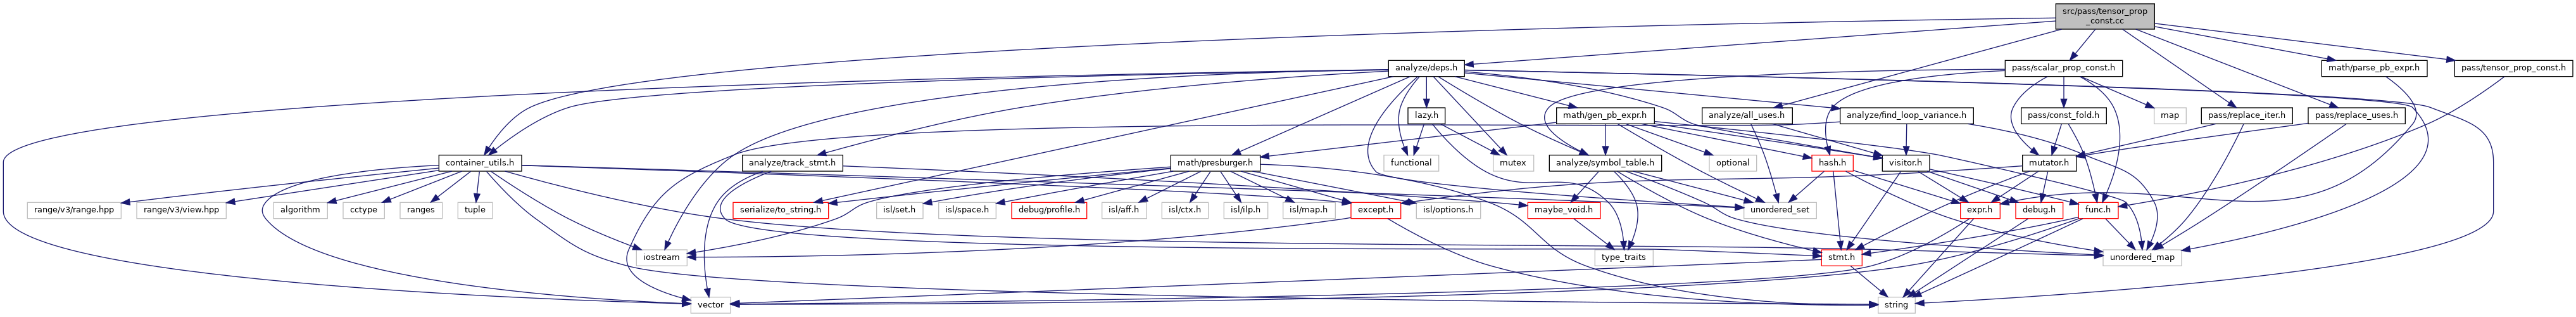 src/pass/tensor_prop
_const.cc
analyze/deps.h
pass/scalar_prop_const.h
math/parse_pb_expr.h
pass/tensor_prop_const.h
lazy.h
math/gen_pb_expr.h
analyze/all_uses.h
analyze/find_loop_variance.h
pass/const_fold.h
map
pass/replace_iter.h
pass/replace_uses.h
container_utils.h
analyze/track_stmt.h
math/presburger.h
functional
mutex
analyze/symbol_table.h
optional
hash.h
visitor.h
mutator.h
range/v3/range.hpp
range/v3/view.hpp
algorithm
cctype
ranges
tuple
serialize/to_string.h
isl/set.h
isl/space.h
debug/profile.h
isl/aff.h
isl/ctx.h
isl/ilp.h
isl/map.h
except.h
isl/options.h
maybe_void.h
unordered_set
expr.h
debug.h
func.h
iostream
type_traits
stmt.h
unordered_map
vector
string